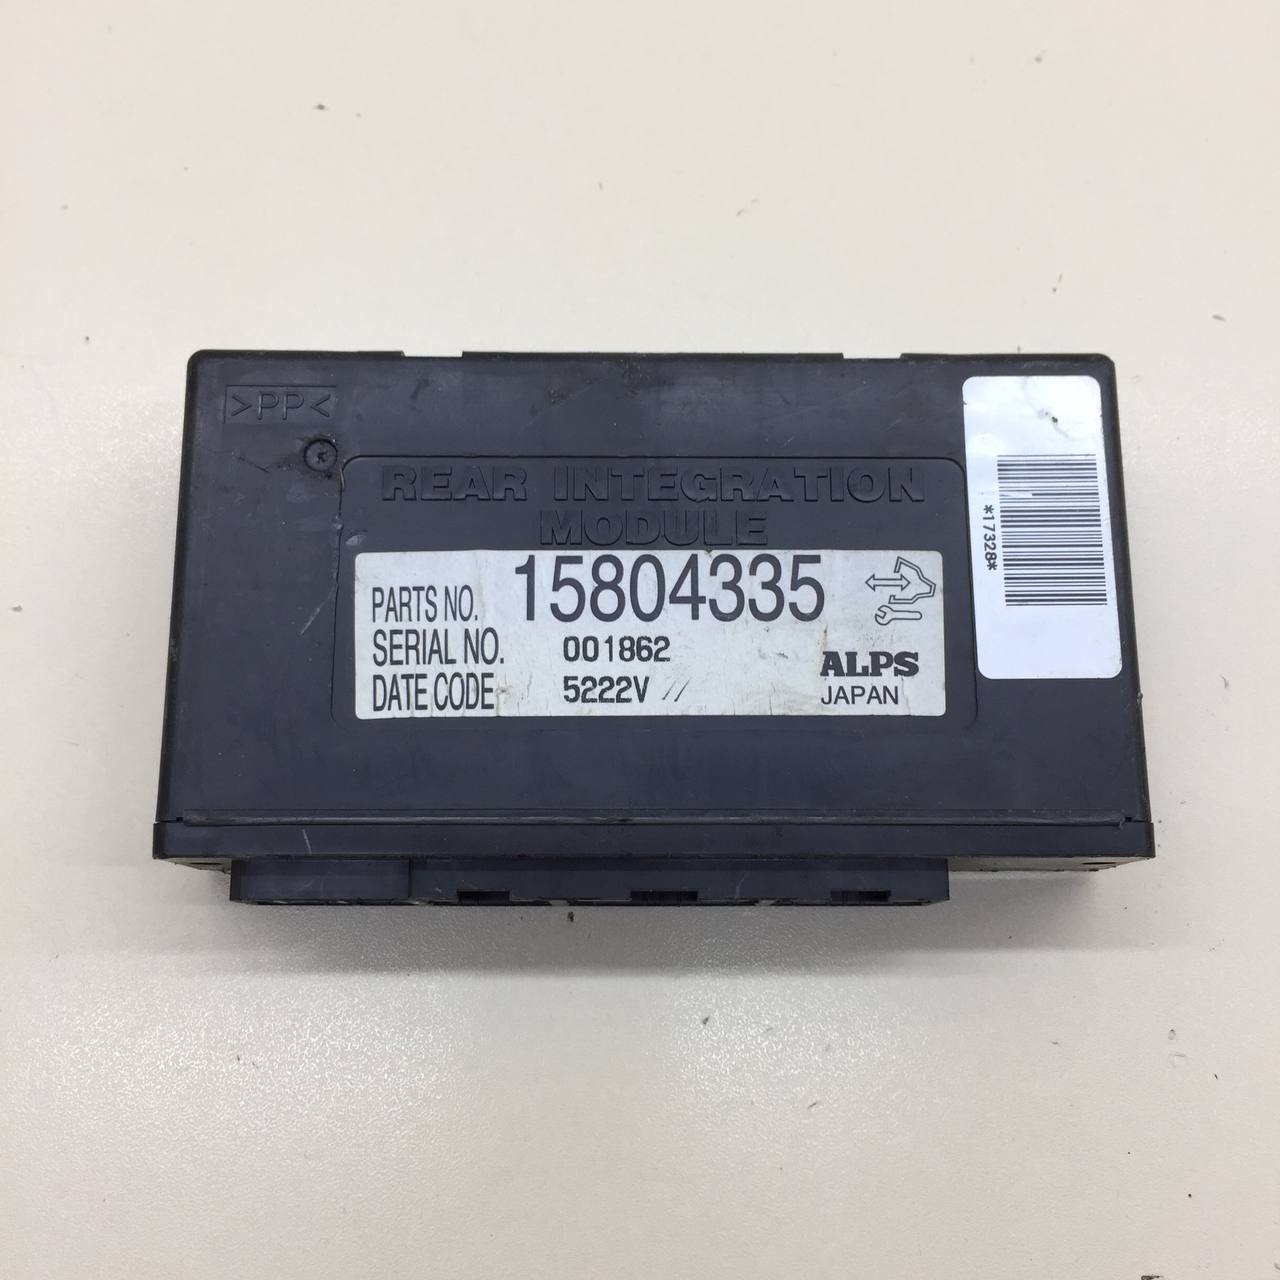 >PP<
REAR INTEGRATION
MODULE
PARTS NO. 15804335
SERIAL NO. 001862
DATE CODE 5222V
ALPS
JAPAN
*17328*